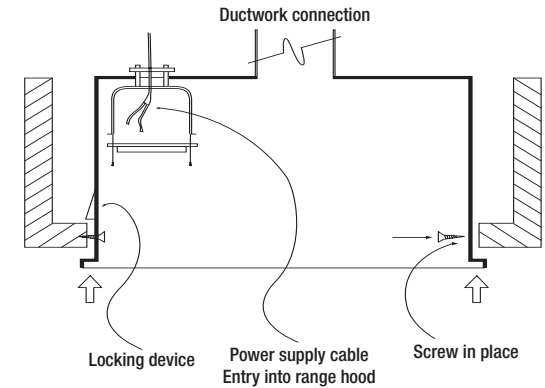 Ductwork connection
Locking device
Power supply cable
Entry into range hood
Screw in place